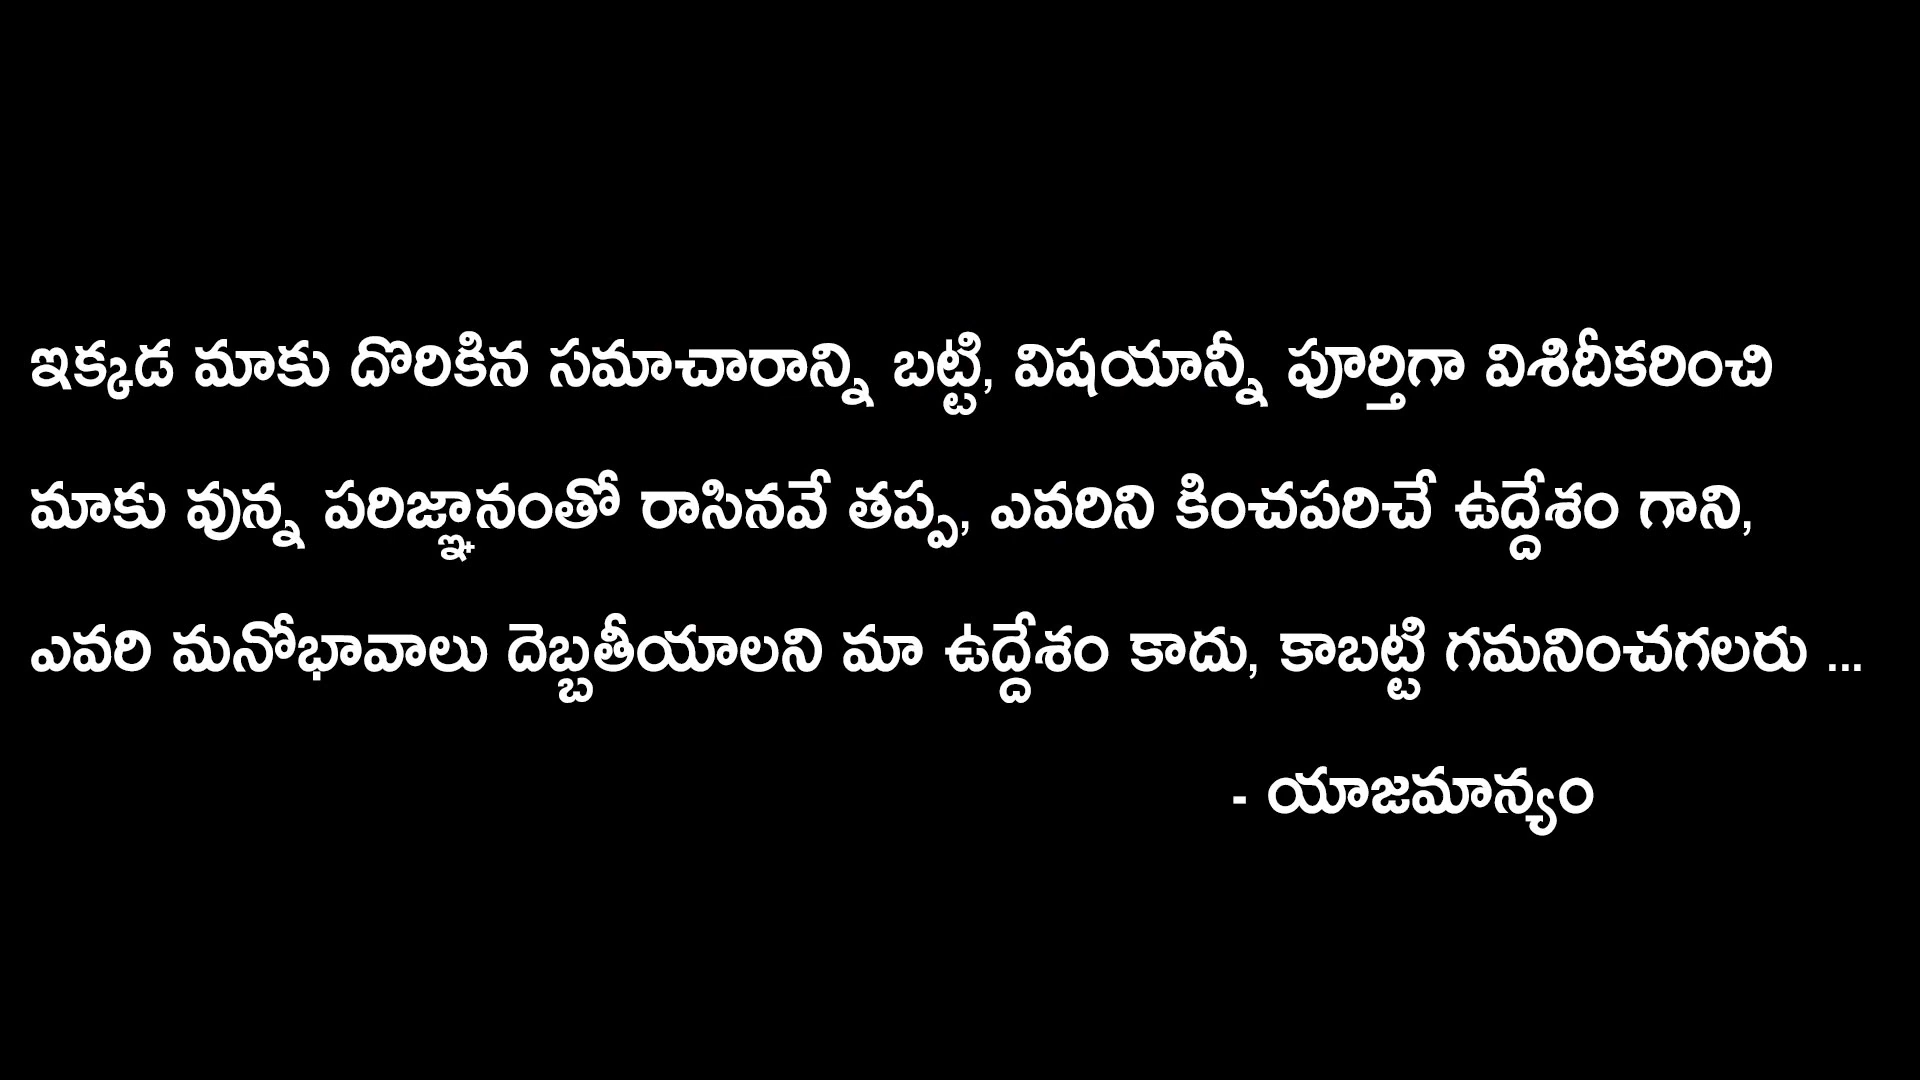 ఇక్కడ మాకు దొరికిన సమాచారాన్ని బట్టి, విషయాన్నీ పూర్తిగా విశిదీకరించి
మాకు వున్న పరిజ్ఞానంతో రాసినవే తప్ప, ఎవరిని కించపరిచే ఉద్దేశం గాని,
ఎవరి మనోభావాలు దెబ్బతీయాలని మా ఉద్దేశం కాదు, కాబట్టి గమనించగలరు ...
- యాజమాన్యం